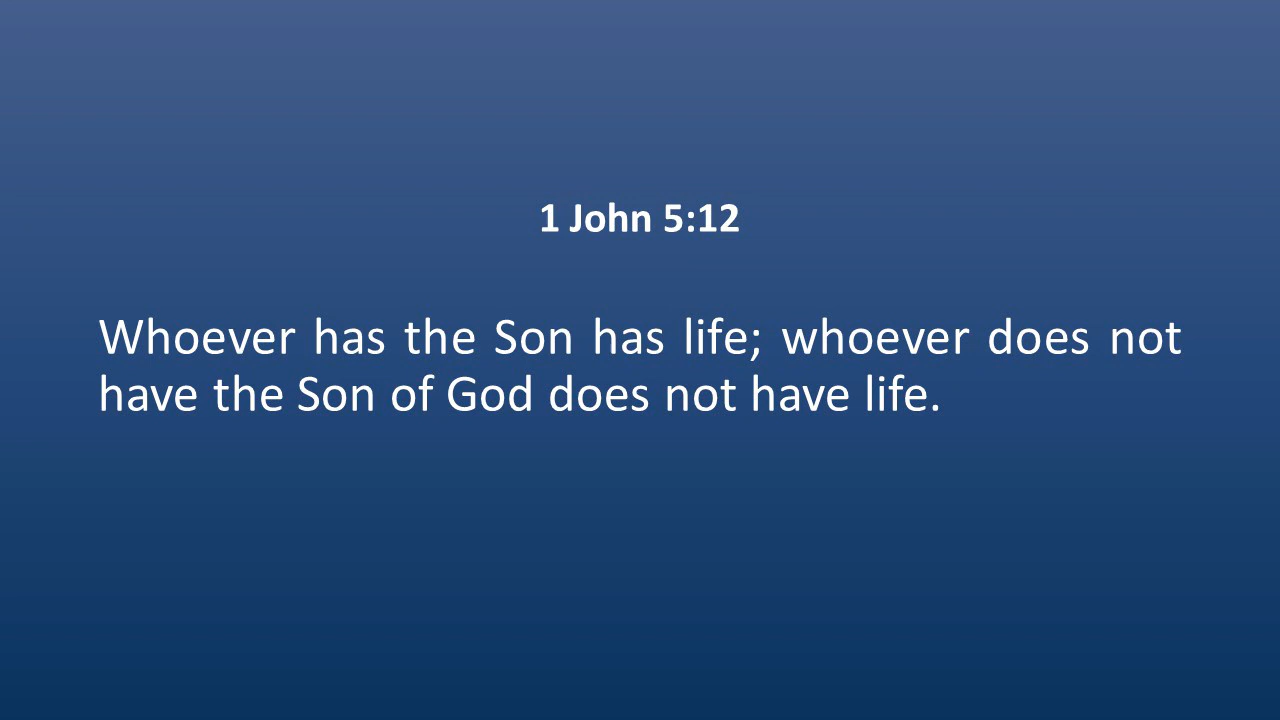 1 John 5:12
Whoever has the Son has life; whoever does not
have the Son of God does not have life.